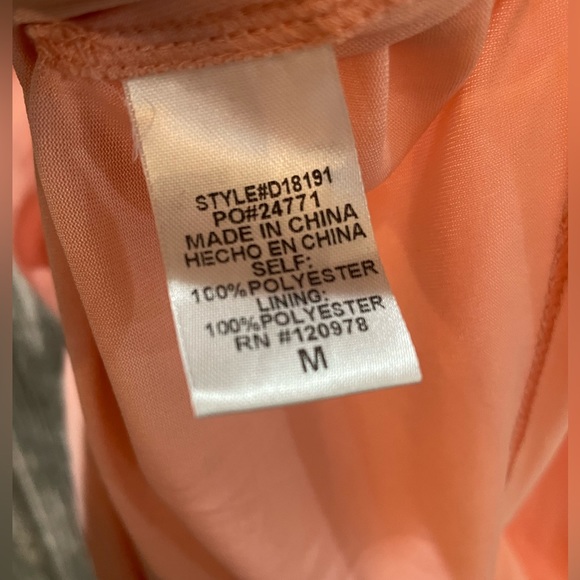 STYLE#D18191
PO#24771
MADE IN CHINA
HECHO EN CHINA
SELF:
100%POLYESTER
LINING:
100%POLYESTER
RN #120978
M